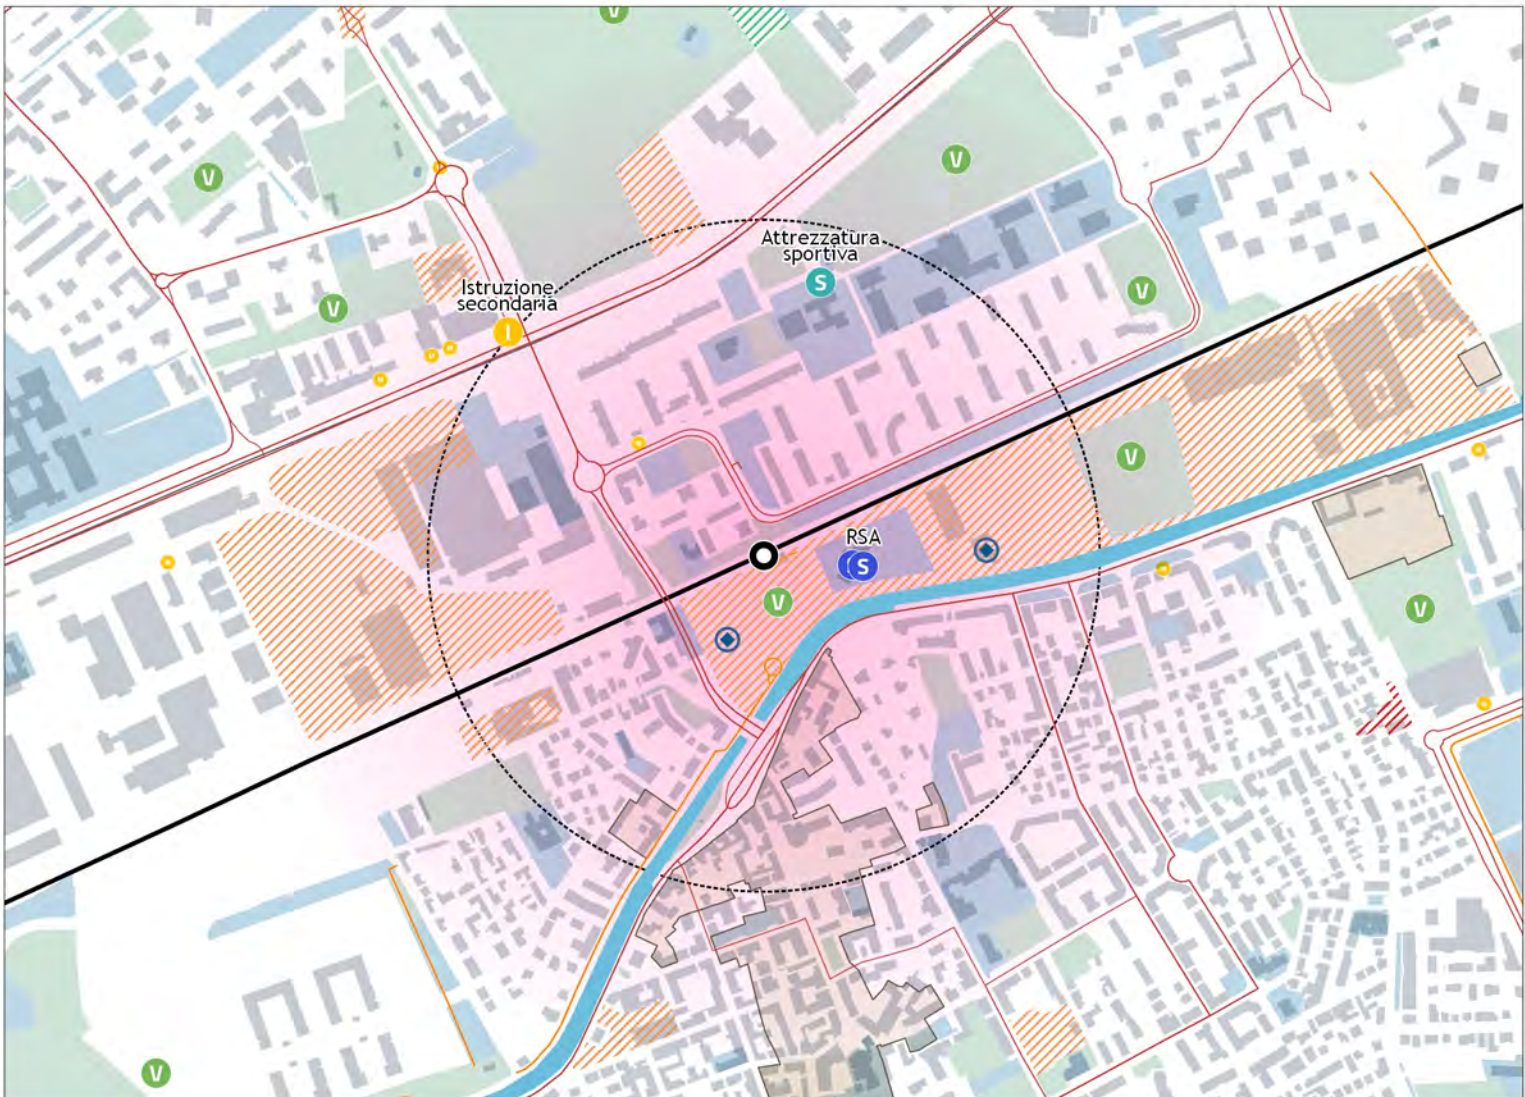 V
V
V
Attrezzatura
sportiva
S
Istruzione
secondaria
I
V
V
V
RSA
S
V
V
V